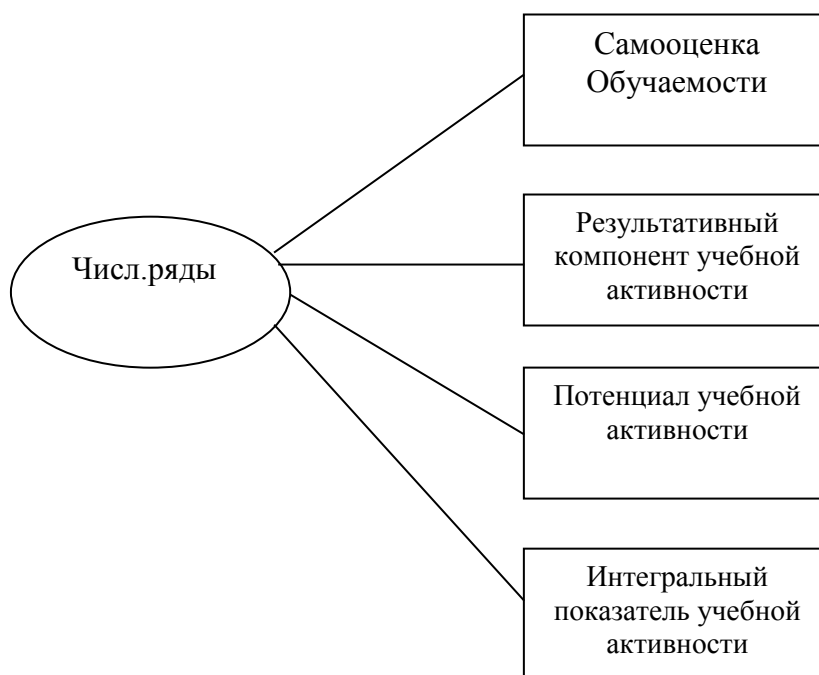 Самооценка
Обучаемости
Результативный
компонент учебной
активности
Числ.ряды
Потенциал учебной
активности
Интегральный
показатель учебной
активности